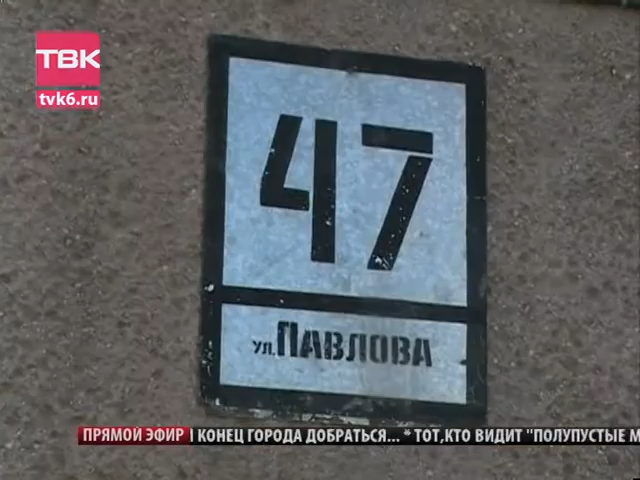 ТВК
tvk6.ru
47
ул. ПАВЛОВА
ПРЯМОЙ ЭФИР КОНЕЦ ГОРОДА ДОБРАТЬСЯ... * ТОТ,КТО ВИДИТ "ПОЛУПУСТЫЕ